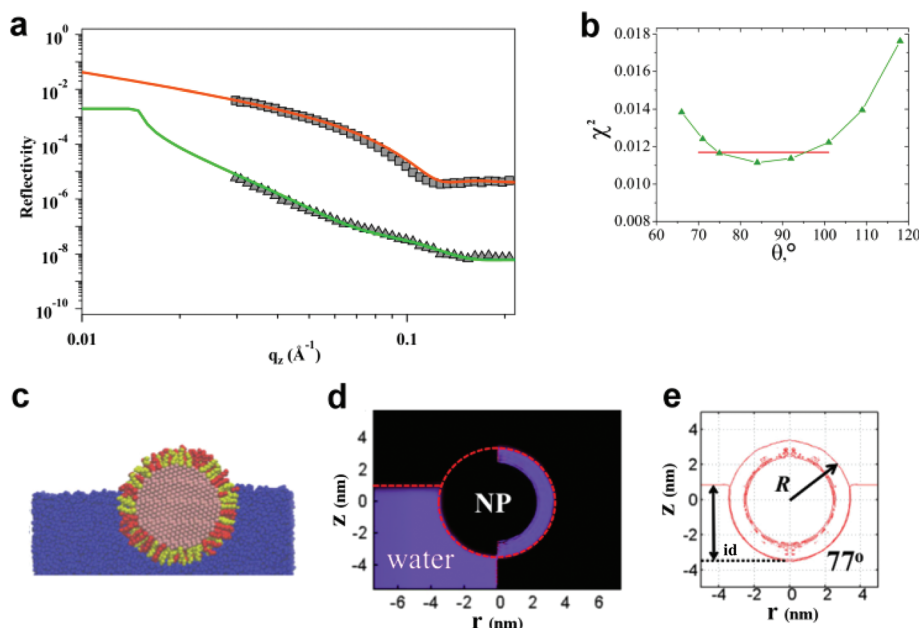 a
b
10⁰
10⁻²
10⁻⁴
10⁻⁶
10⁻⁸
10⁻¹⁰
Reflectivity
0.01
0.1
q_z (Å⁻¹)
0.018
0.016
0.014
0.012
0.010
0.008
χ²
60 70 80 90 100 110 120
θ,°
c
d
e
4
2
0
-2
-4
z (nm)
NP
water
-6 -4 -2 0 2 4 6
r (nm)
4
2
0
-2
-4
z (nm)
R
id
77°
-4 -2 0 2 4
r (nm)